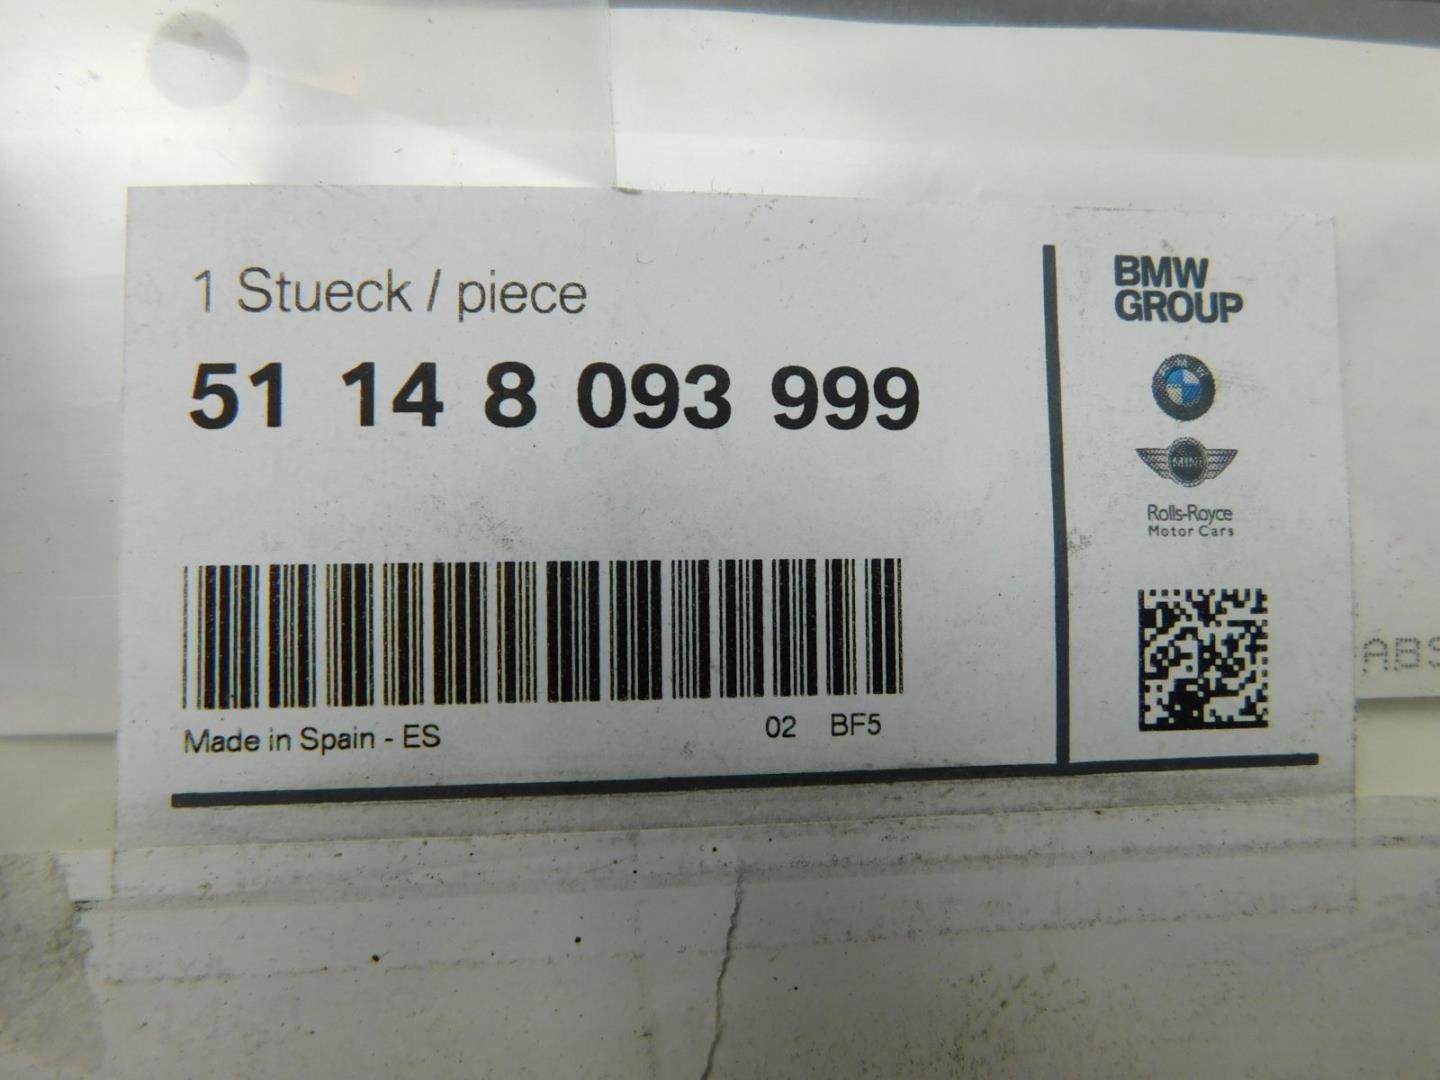 1 Stueck / piece
51 14 8 093 999
Made in Spain - ES
02 BF5
BMW
GROUP
BMW
MINI
Rolls-Royce
Motor Cars
ABS